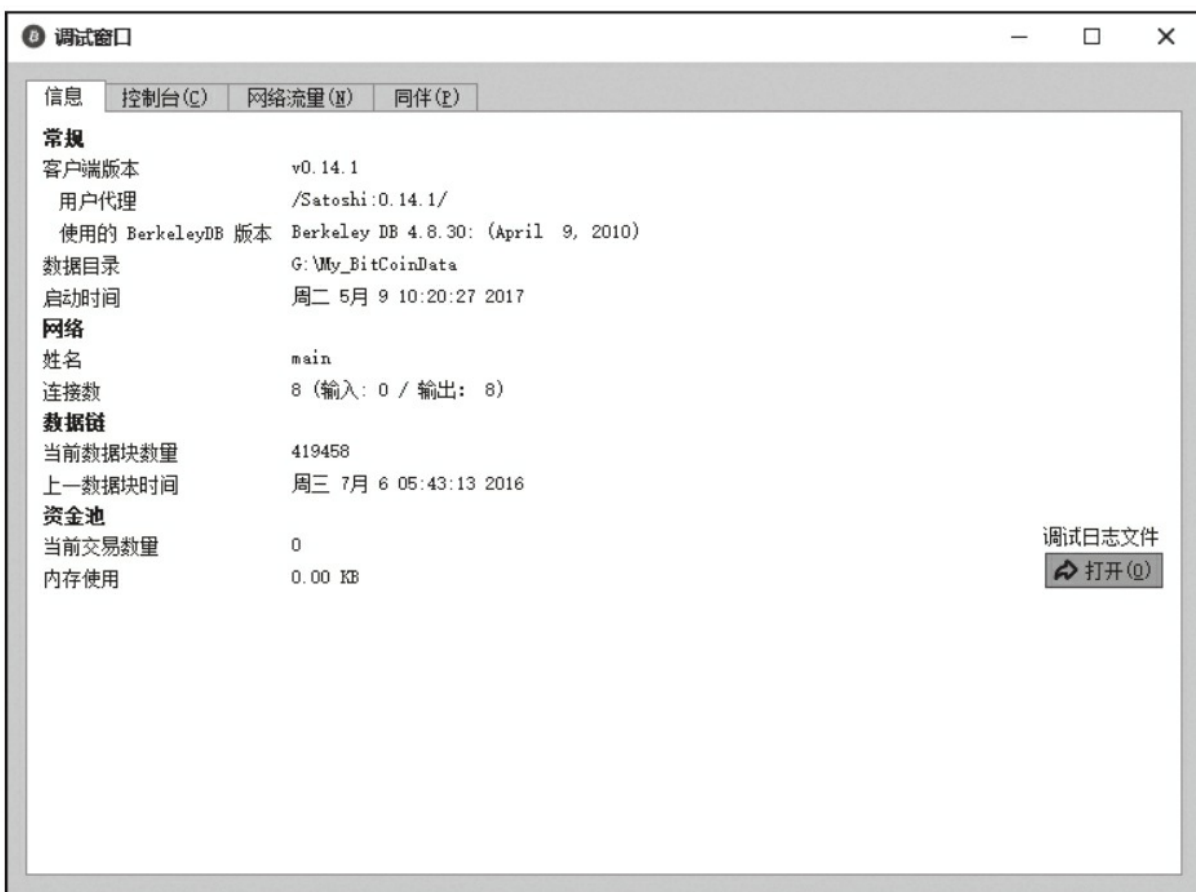 调试窗口
信息 控制台(C) 网络流量(N) 同伴(P)
常规
客户端版本 v0.14.1
用户代理 /Satoshi:0.14.1/
使用的 BerkeleyDB 版本 Berkeley DB 4.8.30: (April  9, 2010)
数据目录 G:\My_BitCoinData
启动时间 周二 5月 9 10:20:27 2017
网络
姓名 main
连接数 8 (输入: 0 / 输出: 8)
数据链
当前数据块数量 419458
上一数据块时间 周三 7月 6 05:43:13 2016
资金池
当前交易数量 0
调试日志文件
内存使用 0.00 KB
打开(O)